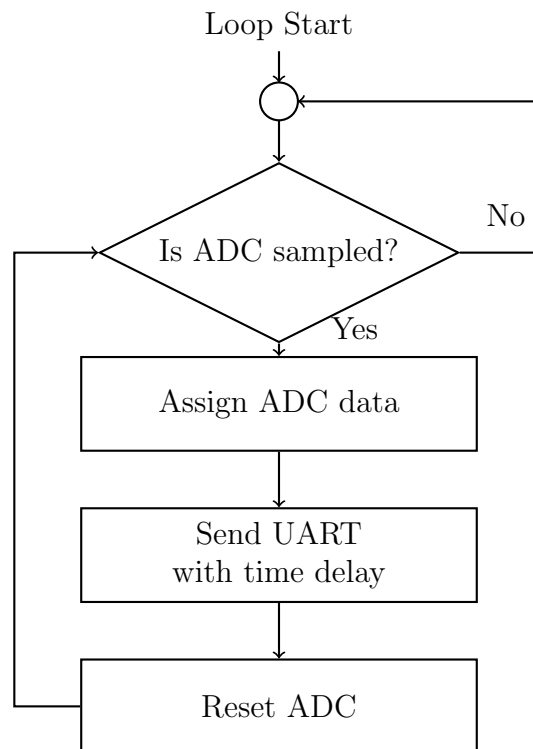 Loop Start
No
Is ADC sampled?
Yes
Assign ADC data
Send UART
with time delay
Reset ADC